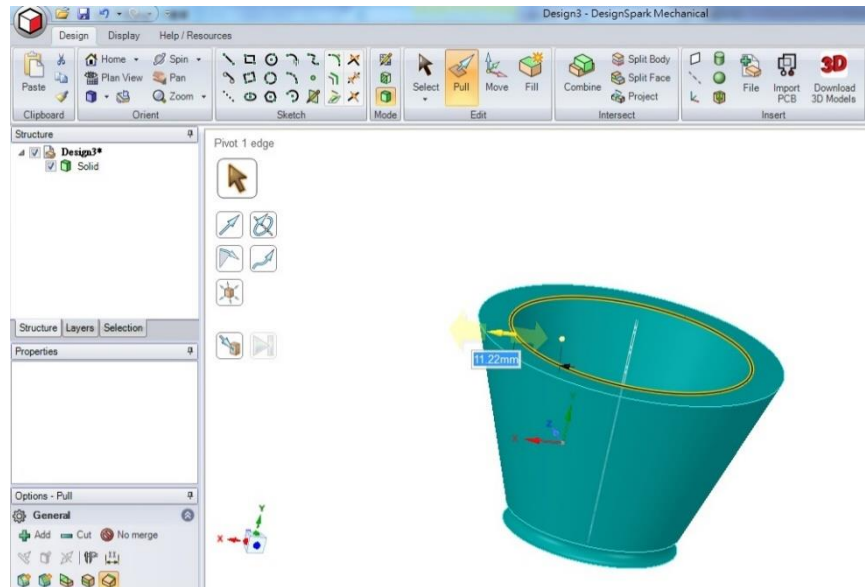 Design3 - DesignSpark Mechanical
Design Display Help / Resources
Home Spin
Plan View Pan
Zoom
Paste
Select Pull Move Fill
Combine
Split Body
Split Face
Project
File Import PCB
3D
Download 3D Models
Clipboard Orient Sketch Mode Edit Intersect Insert
Structure
Design3*
Solid
Structure Layers Selection
Properties
Options - Pull
General
Add Cut No merge
Pivot 1 edge
11.22mm
X
Y
Z
Y
X